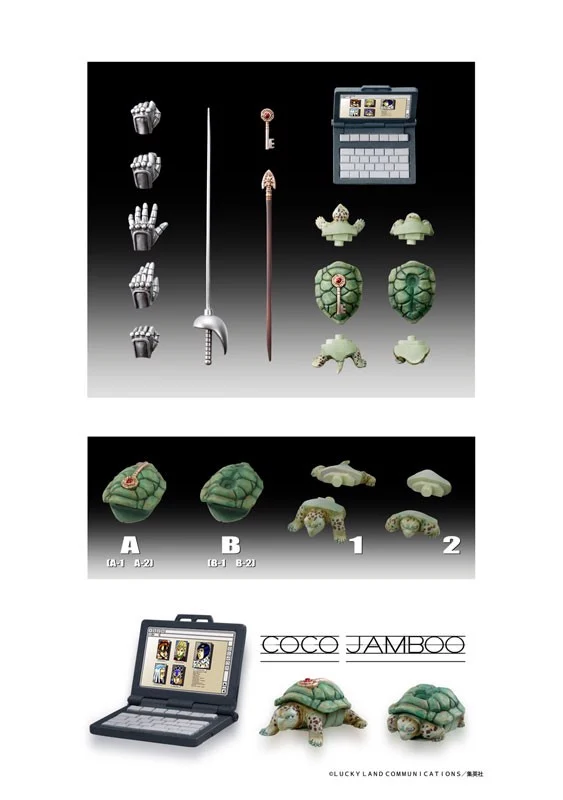 A B 1 2
(A-1 A-2) (B-1 B-2)
COCO JAMBOO
©LUCKY LAND COMMUNICATIONS／集英社